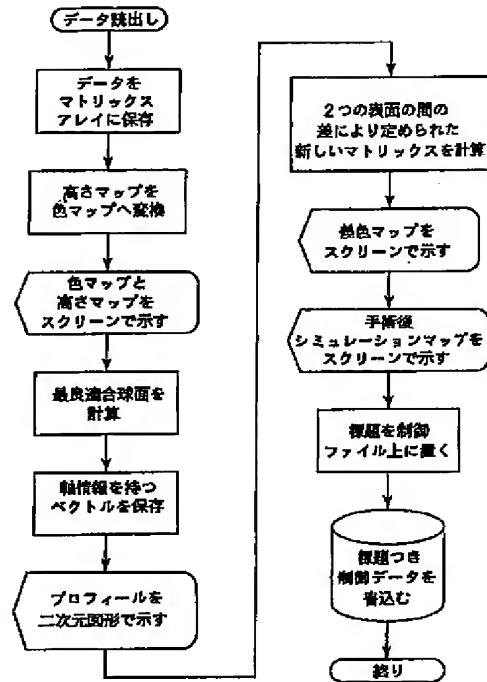 データ跳出し
データを
マトリックス
アレイに保存
高さマップを
色マップへ変換
色マップと
高さマップを
スクリーンで示す
最良適合球面を
計算
軸情報を持つ
ベクトルを保存
プロフィールを
二次元図形で示す
2つの表面の間の
差により定められた
新しいマトリックスを計算
差色マップを
スクリーンで示す
手術後
シミュレーションマップを
スクリーンで示す
標題を制御
ファイル上に置く
標題つき
制御データを
書込む
終り